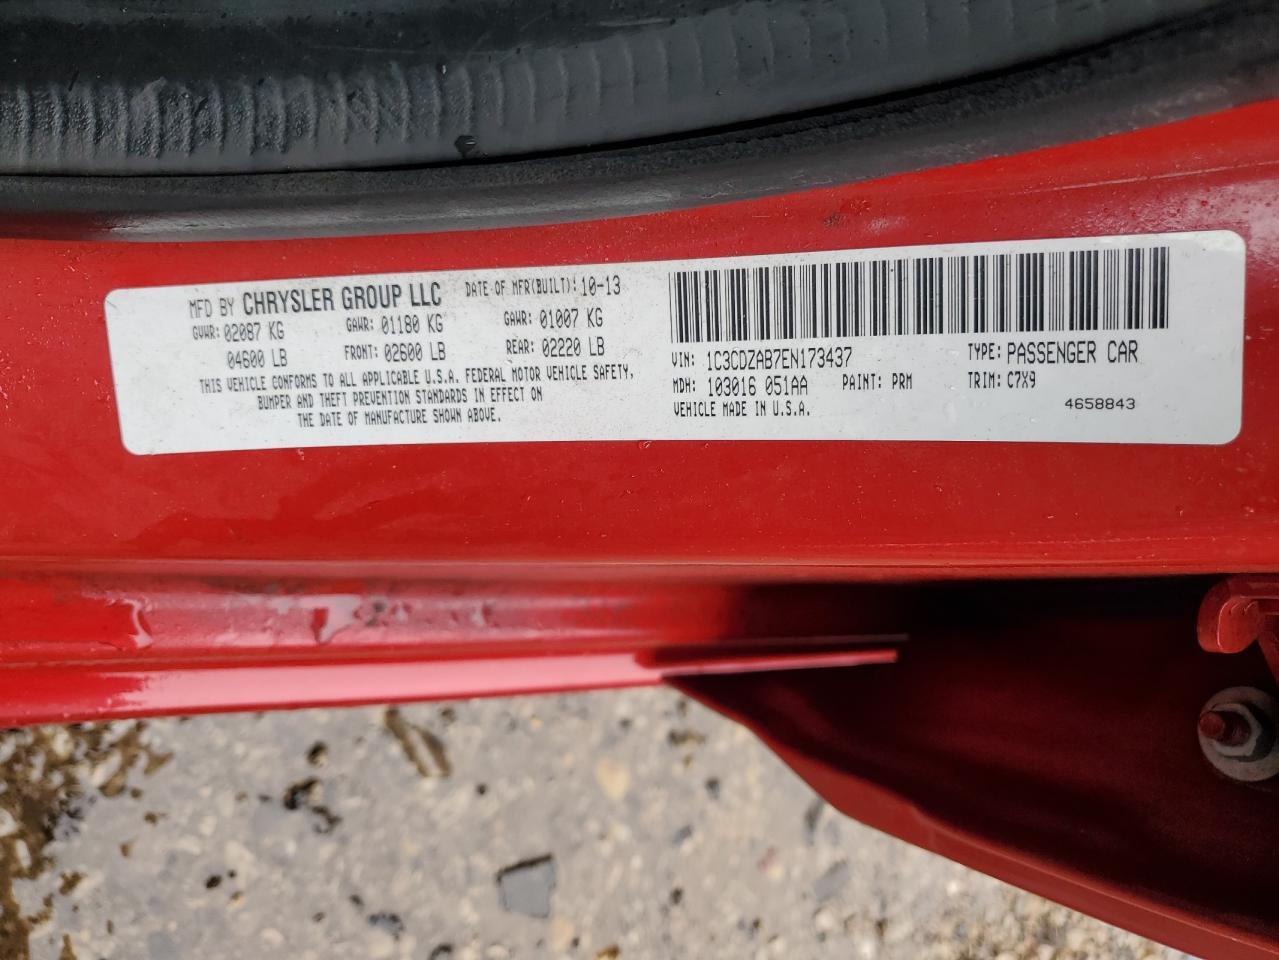 MFD BY CHRYSLER GROUP LLC DATE OF MFR(BUILT): 10-13
GVWR: 02087 KG GAWR: 01180 KG GAWR: 01007 KG
04600 LB FRONT: 02600 LB REAR: 02220 LB
THIS VEHICLE CONFORMS TO ALL APPLICABLE U.S.A. FEDERAL MOTOR VEHICLE SAFETY,
BUMPER AND THEFT PREVENTION STANDARDS IN EFFECT ON
THE DATE OF MANUFACTURE SHOWN ABOVE.
VIN: 1C3CDZAB7EN173437 TYPE: PASSENGER CAR
MDH: 103016 051AA PAINT: PRM TRIM: C7X9
VEHICLE MADE IN U.S.A. 4658843